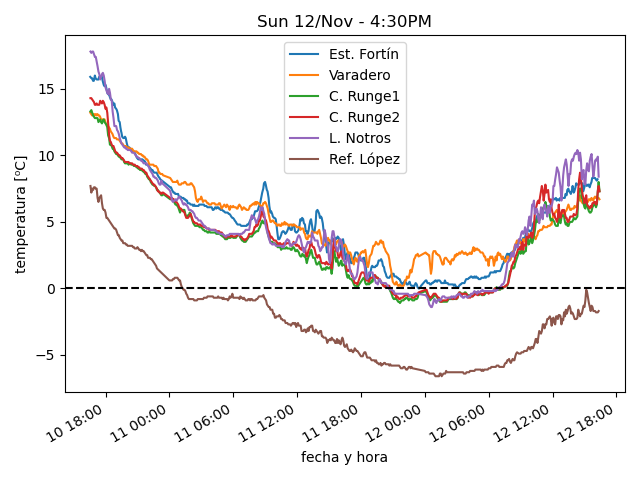 Sun 12/Nov - 4:30PM
Est. Fortín
Varadero
C. Runge1
C. Runge2
L. Notros
Ref. López
temperatura [ºC]
15
10
5
0
−5
10 18:00
11 00:00
11 06:00
11 12:00
11 18:00
12 00:00
12 06:00
12 12:00
12 18:00
fecha y hora